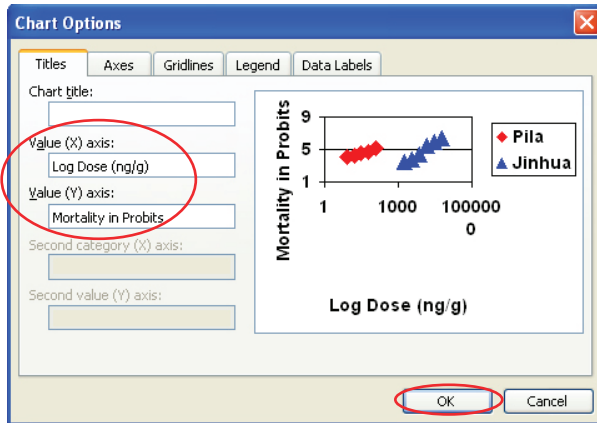 Chart Options
Titles Axes Gridlines Legend Data Labels
Chart title:
Value (X) axis:
Log Dose (ng/g)
Value (Y) axis:
Mortality in Probits
Second category (X) axis:
Second value (Y) axis:
Mortality in Probits
9
5
1
1 1000 100000
0
Log Dose (ng/g)
Pila
Jinhua
OK Cancel